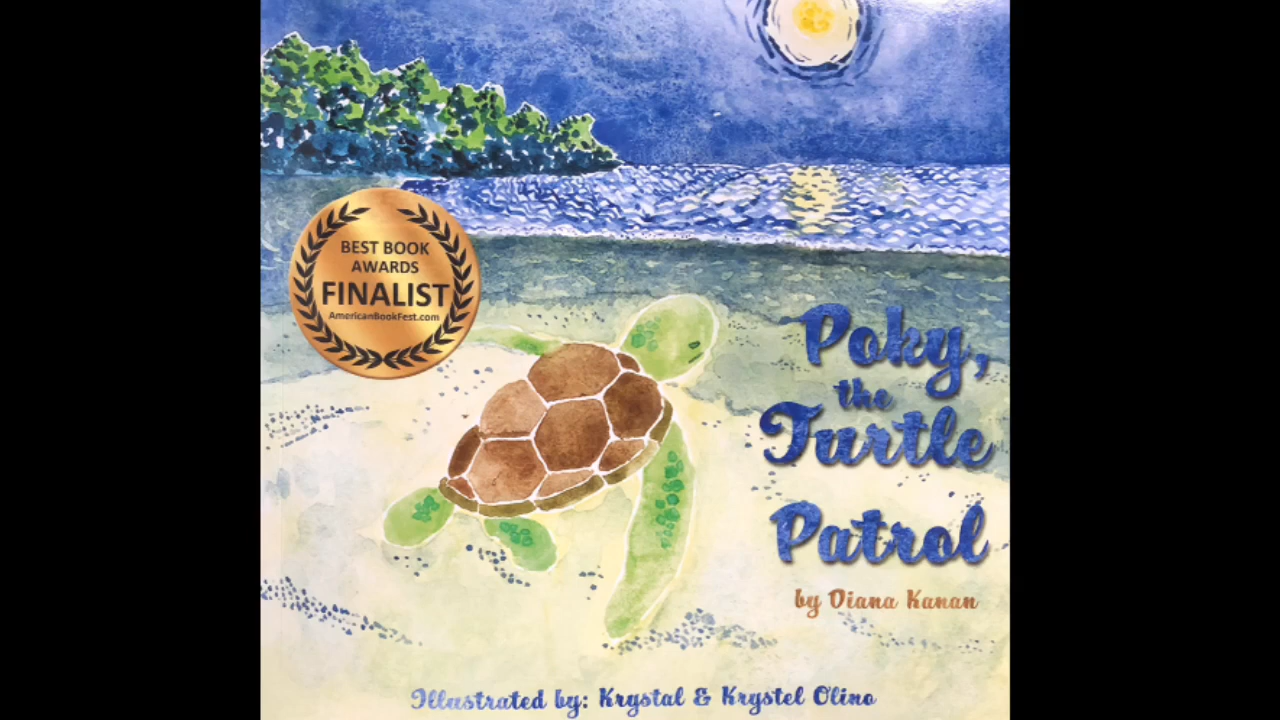 BEST BOOK
AWARDS
FINALIST
AmericanBookFest.com
Poky,
the
Turtle
Patrol
by Diana Kanan
Illustrated by: Krystal & Krystel Olino